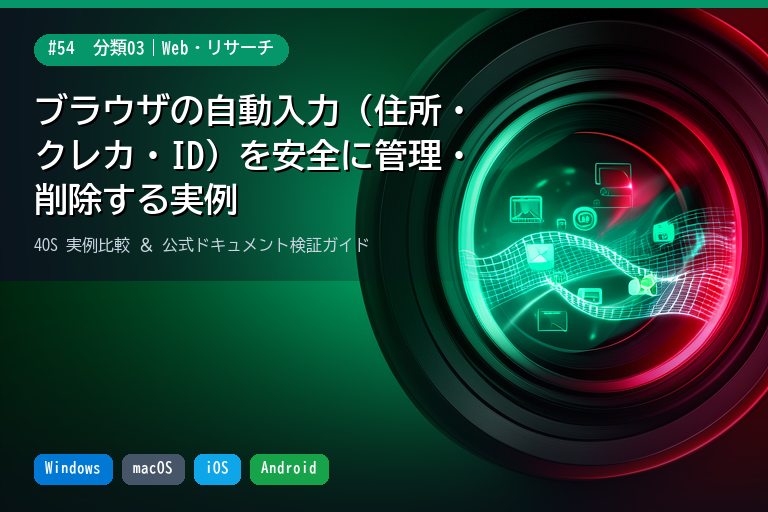 #54 分類03｜Web・リサーチ
ブラウザの自動入力（住所・
クレカ・ID）を安全に管理・
削除する実例
4OS 実例比較 ＆ 公式ドキュメント検証ガイド
Windows
macOS
iOS
Android